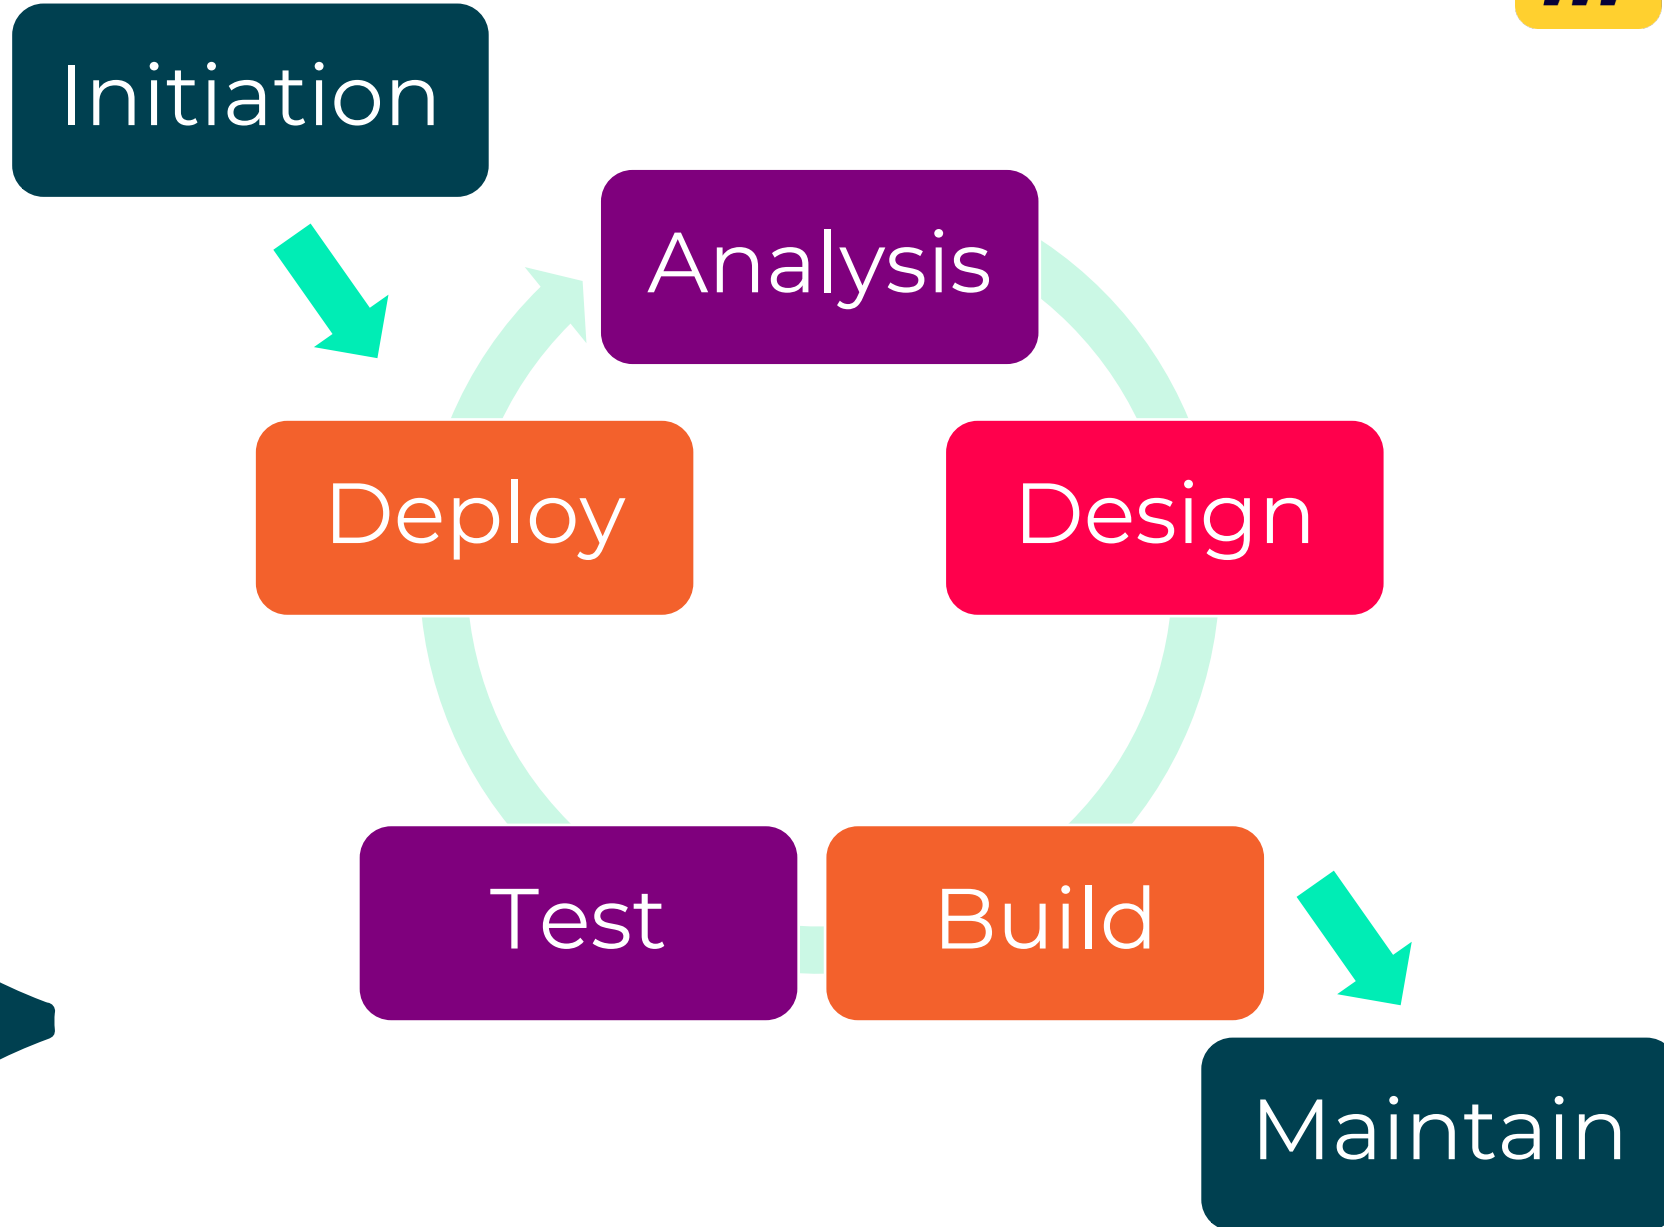 Initiation
Analysis
Deploy
Design
Test
Build
Maintain